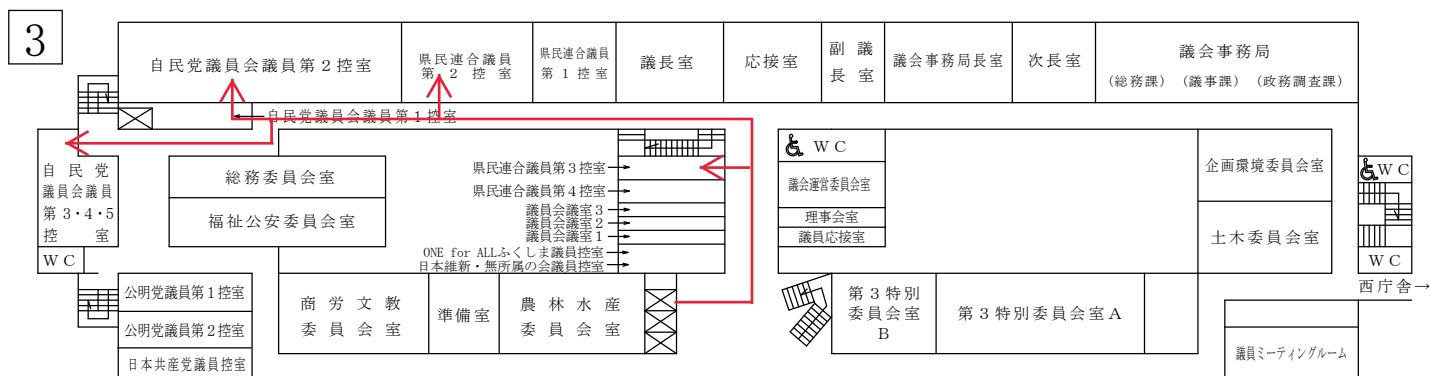 3
自民党議員会議員第2控室
県民連合議員
第2控室
県民連合議員
第1控室
議長室
応接室
副議
長室
議会事務局長室
次長室
議会事務局
(総務課) (議事課) (政務調査課)
自民党議員会議員第1控室
自民党
議員会議員
第3・4・5
控室
WC
総務委員会室
福祉公安委員会室
県民連合議員第3控室
県民連合議員第4控室
議員会議室3
議員会議室2
議員会議室1
ONE for ALLふくしま議員控室
日本維新・無所属の会議員控室
WC
議会運営委員会室
理事会室
議員応接室
企画環境委員会室
土木委員会室
WC
WC
西庁舎→
公明党議員第1控室
公明党議員第2控室
日本共産党議員控室
商労文教
委員会室
準備室
農林水産
委員会室
第3特別
委員会室
B
第3特別委員会室A
議員ミーティングルーム